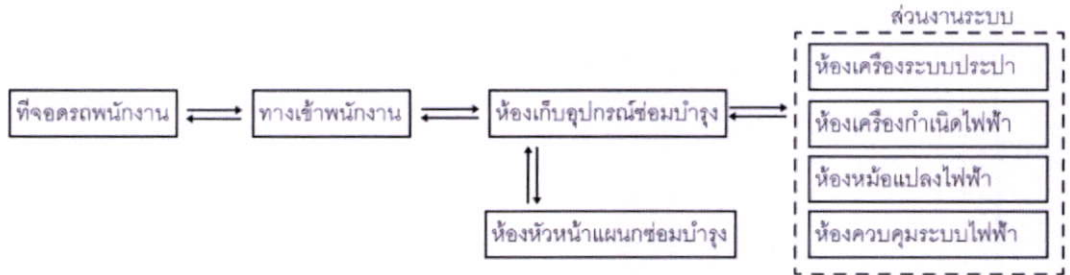 ส่วนงานระบบ
ห้องเครื่องระบบประปา
ที่จอดรถพนักงาน
ทางเข้าพนักงาน
ห้องเก็บอุปกรณ์ซ่อมบำรุง
ห้องเครื่องกำเนิดไฟฟ้า
ห้องหม้อแปลงไฟฟ้า
ห้องหัวหน้าแผนกซ่อมบำรุง
ห้องควบคุมระบบไฟฟ้า